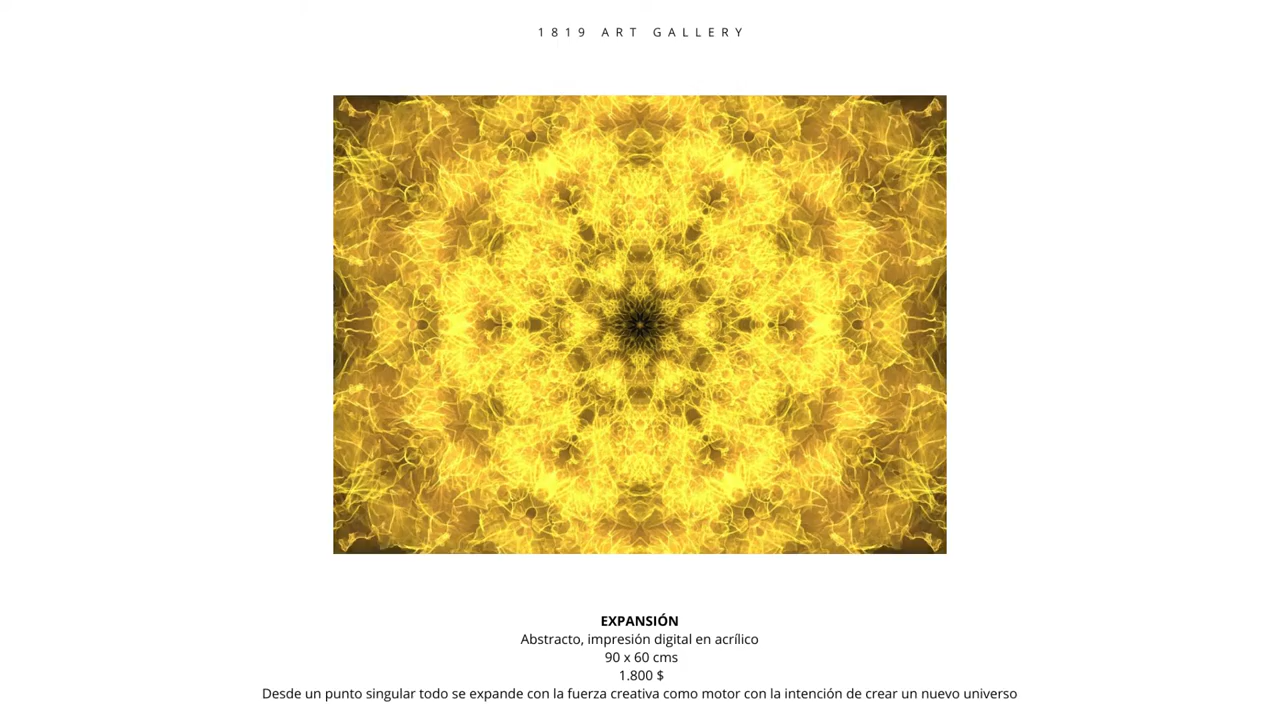 1819 ART GALLERY
EXPANSIÓN
Abstracto, impresión digital en acrílico
90 x 60 cms
1.800 $
Desde un punto singular todo se expande con la fuerza creativa como motor con la intención de crear un nuevo universo